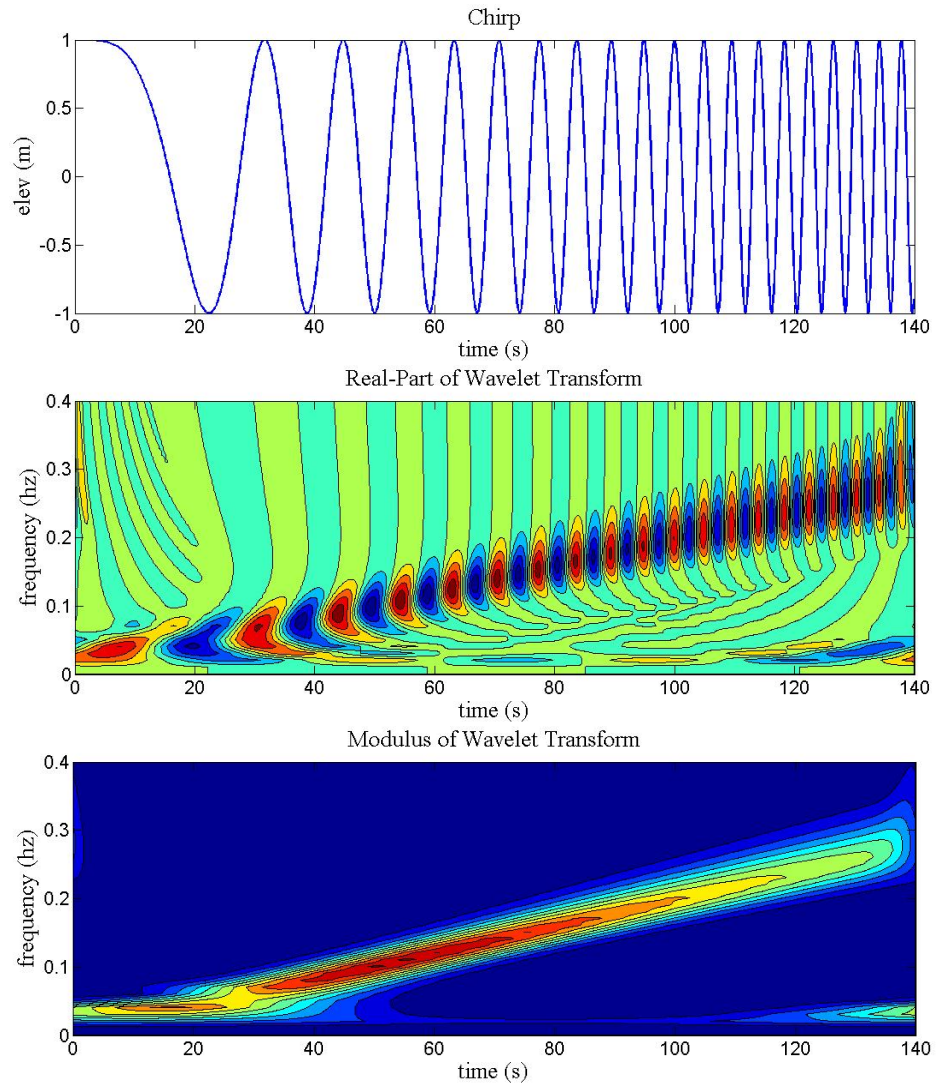 Chirp
1
0.5
0
-0.5
-1
elev (m)
0 20 40 60 80 100 120 140
time (s)
Real-Part of Wavelet Transform
0.4
0.3
0.2
0.1
0
frequency (hz)
0 20 40 60 80 100 120 140
time (s)
Modulus of Wavelet Transform
0.4
0.3
0.2
0.1
0
frequency (hz)
0 20 40 60 80 100 120 140
time (s)